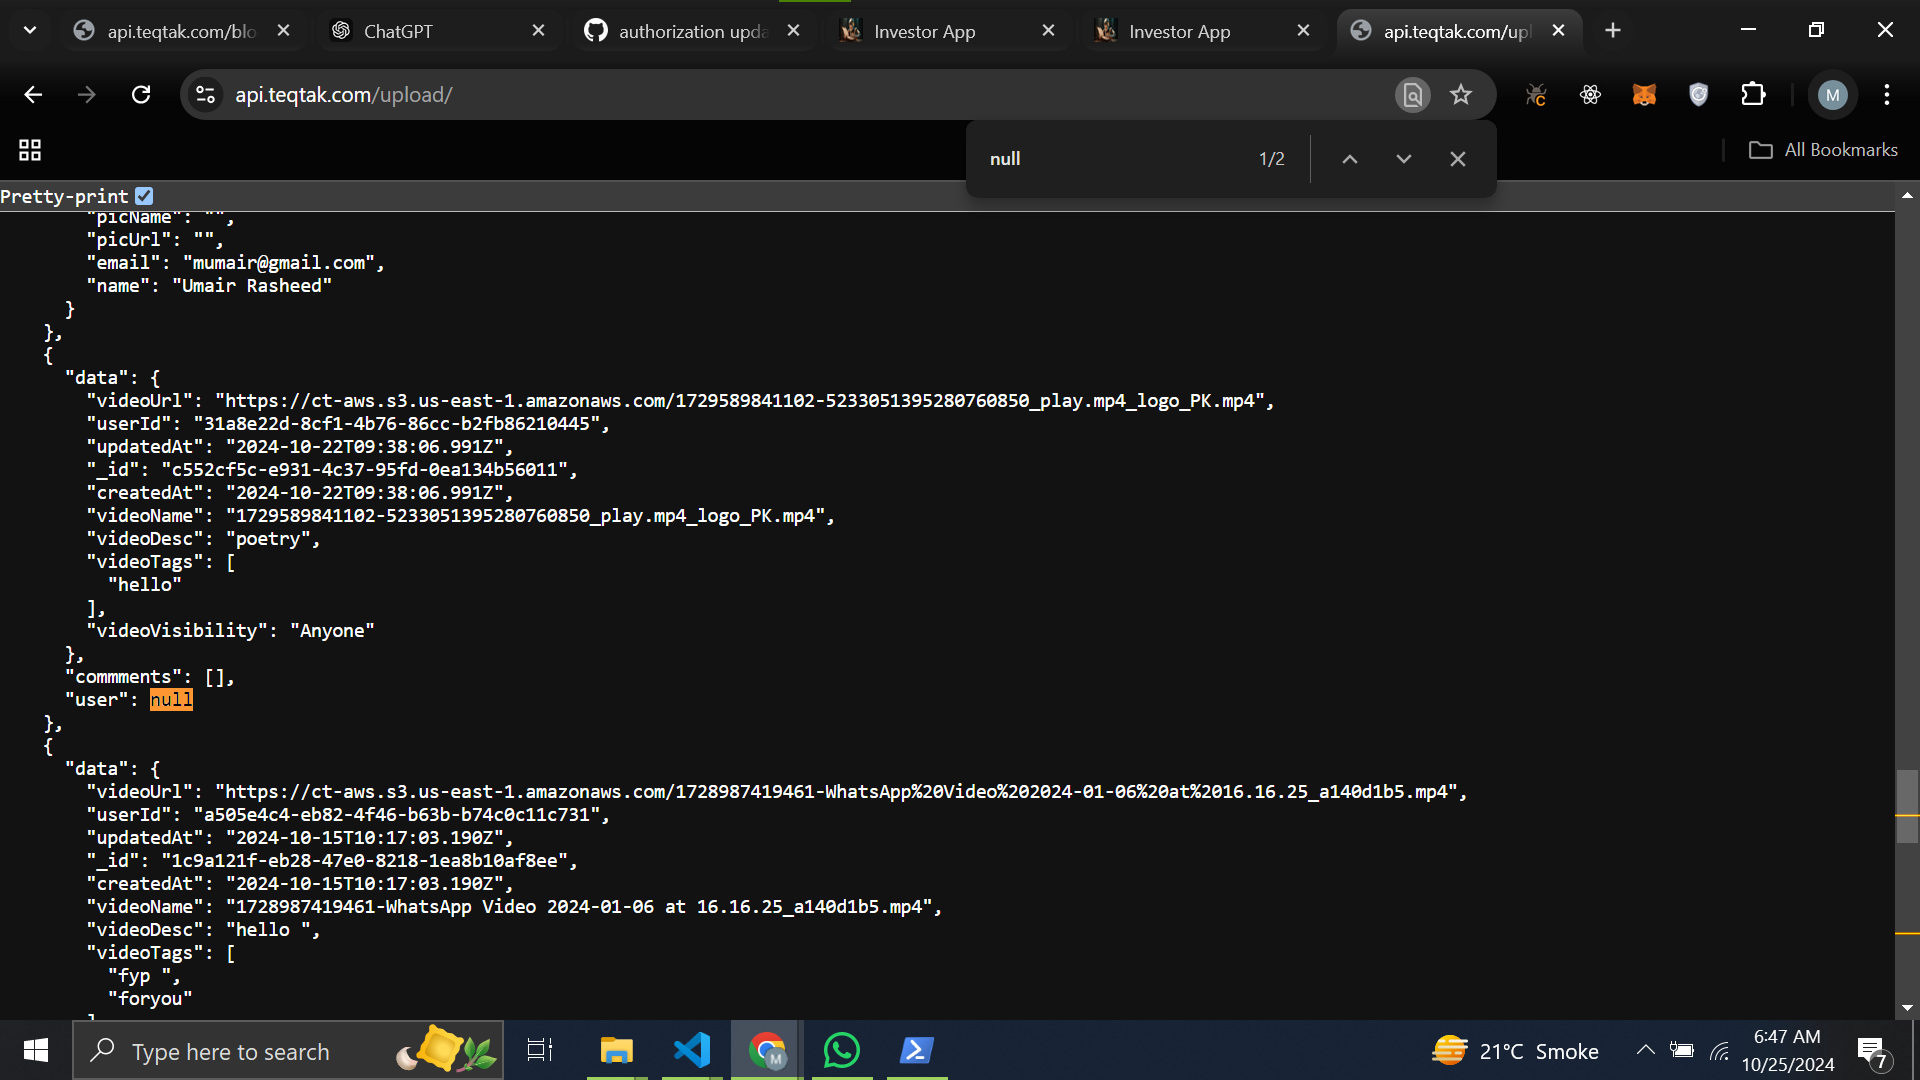 api.teqtak.com/blo
ChatGPT
authorization upda
Investor App
Investor App
api.teqtak.com/upl
api.teqtak.com/upload/
M
null
1/2
All Bookmarks
Pretty-print
"picName": "",
"picUrl": "",
"email": "mumair@gmail.com",
"name": "Umair Rasheed"
}
},
{
"data": {
"videoUrl": "https://ct-aws.s3.us-east-1.amazonaws.com/1729589841102-5233051395280760850_play.mp4_logo_PK.mp4",
"userId": "31a8e22d-8cf1-4b76-86cc-b2fb86210445",
"updatedAt": "2024-10-22T09:38:06.991Z",
"_id": "c552cf5c-e931-4c37-95fd-0ea134b56011",
"createdAt": "2024-10-22T09:38:06.991Z",
"videoName": "1729589841102-5233051395280760850_play.mp4_logo_PK.mp4",
"videoDesc": "poetry",
"videoTags": [
"hello"
],
"videoVisibility": "Anyone"
},
"commments": [],
"user": null
},
{
"data": {
"videoUrl": "https://ct-aws.s3.us-east-1.amazonaws.com/1728987419461-WhatsApp%20Video%202024-01-06%20at%2016.16.25_a140d1b5.mp4",
"userId": "a505e4c4-eb82-4f46-b63b-b74c0c11c731",
"updatedAt": "2024-10-15T10:17:03.190Z",
"_id": "1c9a121f-eb28-47e0-8218-1ea8b10af8ee",
"createdAt": "2024-10-15T10:17:03.190Z",
"videoName": "1728987419461-WhatsApp Video 2024-01-06 at 16.16.25_a140d1b5.mp4",
"videoDesc": "hello ",
"videoTags": [
"fyp ",
"foryou"
]
Type here to search
M
21°C Smoke
6:47 AM
10/25/2024
7